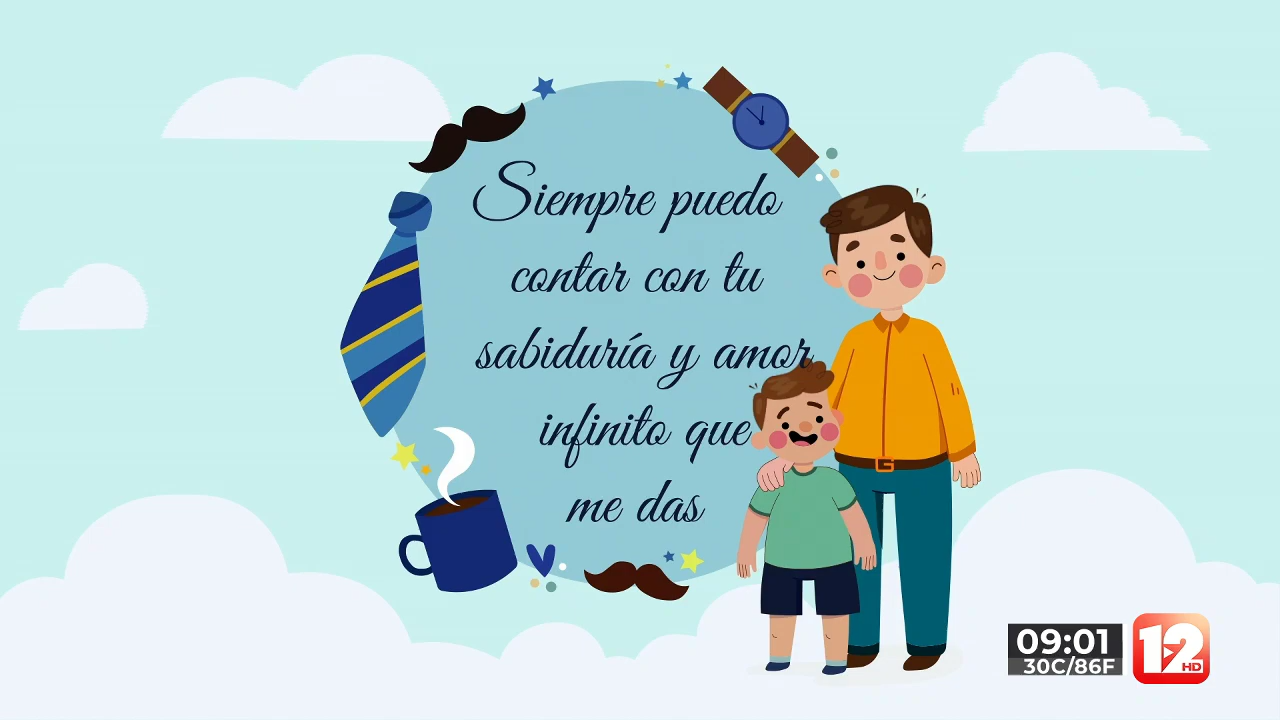 Siempre puedo
contar con tu
sabiduría y amor
infinito que
me das
09:01
30C/86F
12
HD